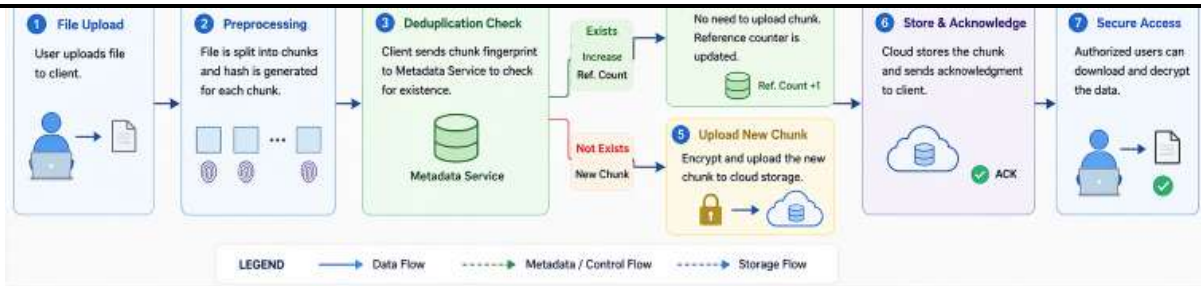 1 File Upload
User uploads file
to client.
2 Preprocessing
File is split into chunks
and hash is generated
for each chunk.
...
3 Deduplication Check
Client sends chunk fingerprint
to Metadata Service to check
for existence.
Metadata Service
Exists
Increase
Ref. Count
Not Exists
New Chunk
No need to upload chunk.
Reference counter is
updated.
Ref. Count +1
5 Upload New Chunk
Encrypt and upload the new
chunk to cloud storage.
6 Store & Acknowledge
Cloud stores the chunk
and sends acknowledgment
to client.
ACK
7 Secure Access
Authorized users can
download and decrypt
the data.
LEGEND
Data Flow
Metadata / Control Flow
Storage Flow